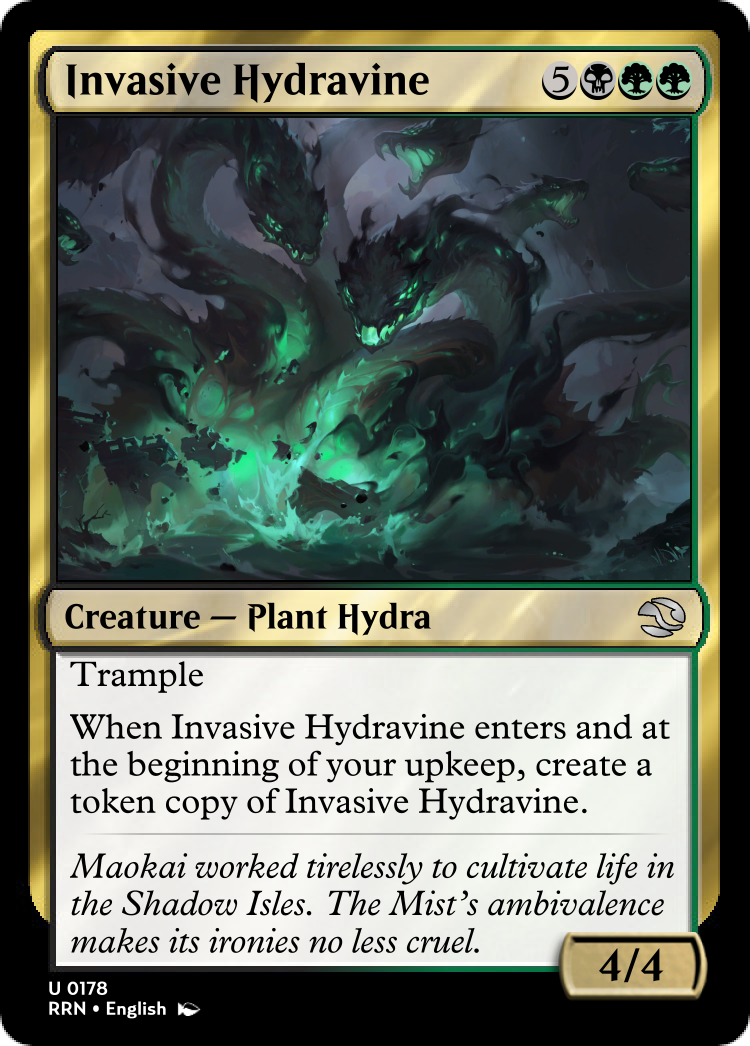 Invasive Hydravine 5
Creature — Plant Hydra
Trample
When Invasive Hydravine enters and at
the beginning of your upkeep, create a
token copy of Invasive Hydravine.
Maokai worked tirelessly to cultivate life in
the Shadow Isles. The Mist's ambivalence
makes its ironies no less cruel.
4/4
U 0178
RRN • English